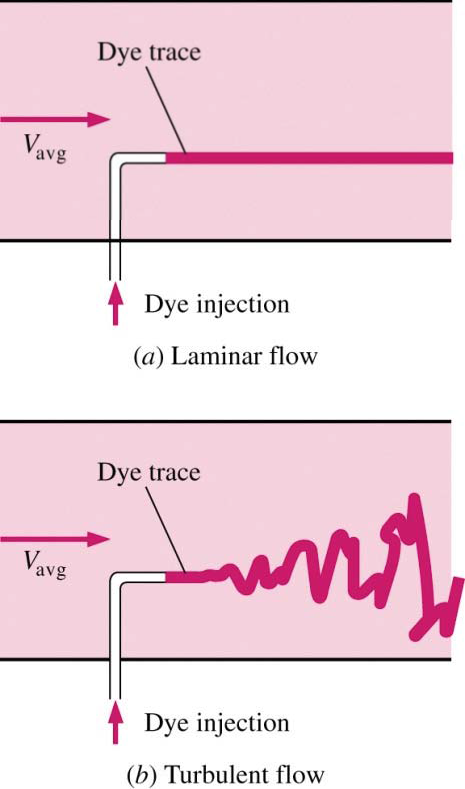 Dye trace
Vavg
Dye injection
(a) Laminar flow
Dye trace
Vavg
Dye injection
(b) Turbulent flow